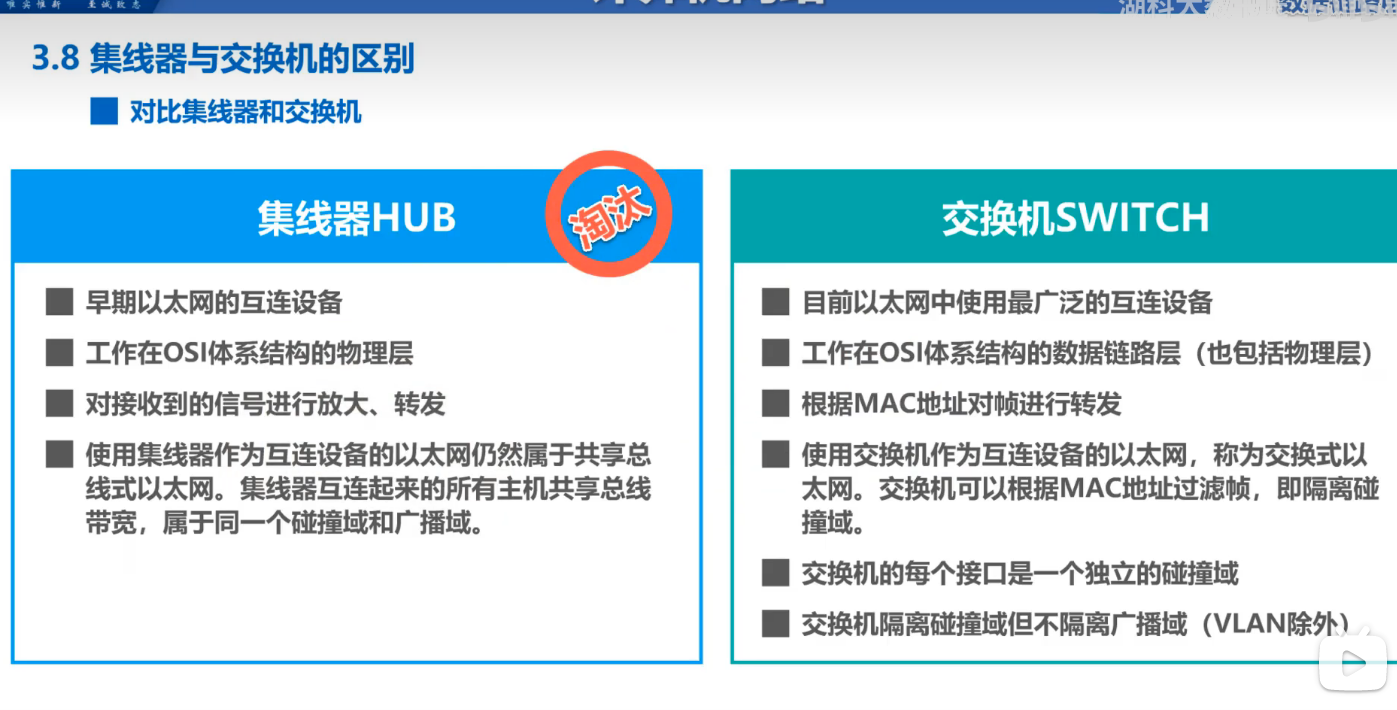 唯实惟新 至诚致志
3.8 集线器与交换机的区别
对比集线器和交换机
集线器HUB
淘汰
早期以太网的互连设备
工作在OSI体系结构的物理层
对接收到的信号进行放大、转发
使用集线器作为互连设备的以太网仍然属于共享总
线式以太网。集线器互连起来的所有主机共享总线
带宽，属于同一个碰撞域和广播域。
交换机SWITCH
目前以太网中使用最广泛的互连设备
工作在OSI体系结构的数据链路层（也包括物理层）
根据MAC地址对帧进行转发
使用交换机作为互连设备的以太网，称为交换式以
太网。交换机可以根据MAC地址过滤帧，即隔离碰
撞域。
交换机的每个接口是一个独立的碰撞域
交换机隔离碰撞域但不隔离广播域（VLAN除外）